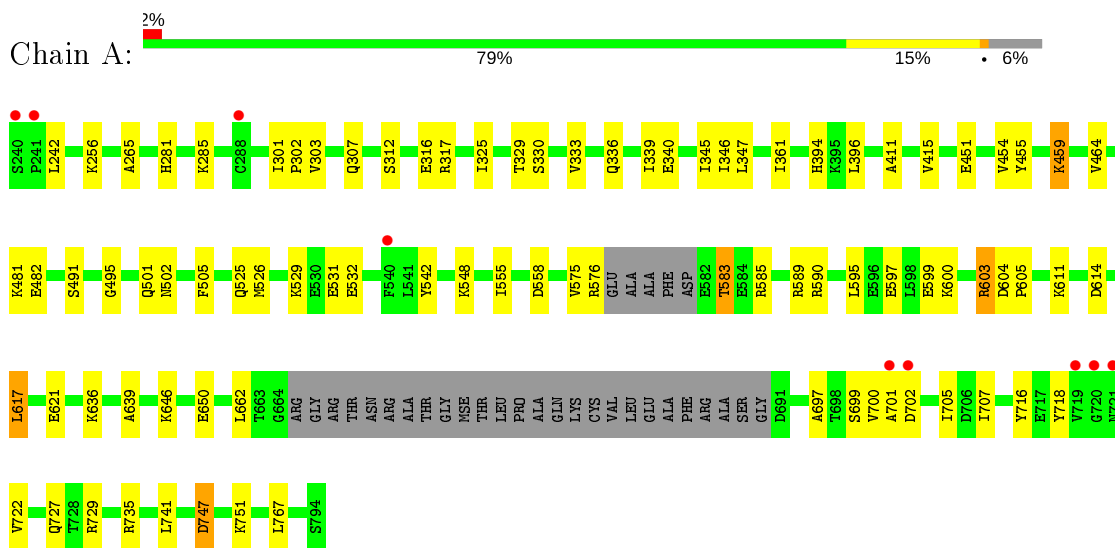 2%
Chain A:
79% 15% • 6%
S240 P241 L242 K256 A265 H281 K285 C288 I301 P302 V303 Q307 S312 E316 R317 I325 T329 S330 V333 Q336 I339 E340 I345 I346 L347 I361 H394 K395 L396 A411 V415 E451 V454 Y455 K459 V464
K481 E482 S491 G495 Q501 N502 F505 Q525 M526 K529 E530 E531 E532 F540 L541 Y542 K548 I555 D558 V575 R576 GLU ALA ALA PHE ASP E582 T583 E584 R585 R589 R590 L595 E596 E597 L598 E599 K600 R603 D604 P605 K611 D614
L617 E621 K636 A639 K646 E650 L662 T663 G664 ARG GLY ARG THR ASN ARG ALA THR GLY MSE THR LEU PRO ALA GLN LYS CYS VAL LEU GLU ALA PHE ARG ALA SER GLY D691 A697 T698 S699 V700 A701 D702 I705 D706 I707 Y716 E717 Y718 V719 G720 N721
V722 Q727 T728 R729 R735 L741 D747 K751 L767 S794